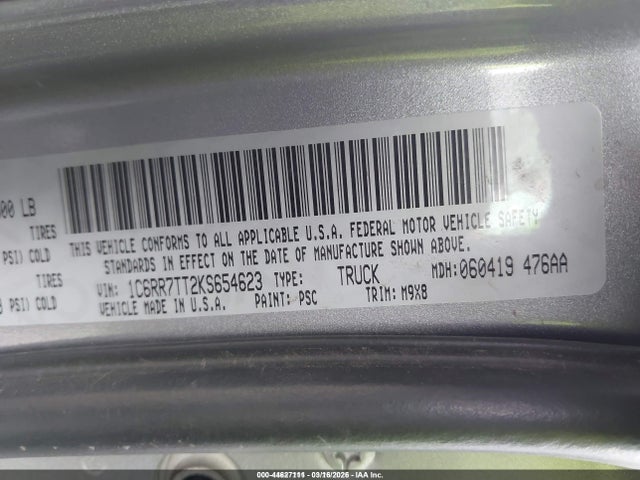 00 LB
TIRES
PSI) COLD
TIRES
PSI) COLD
THIS VEHICLE CONFORMS TO ALL APPLICABLE U.S.A. FEDERAL MOTOR VEHICLE SAFETY
STANDARDS IN EFFECT ON THE DATE OF MANUFACTURE SHOWN ABOVE.
VIN: 1C6RR7TT2KS654623 TYPE: TRUCK MDH: 060419 476AA
VEHICLE MADE IN U.S.A. PAINT: PSC TRIM: M9X8
000-44627111 - 03/16/2026 - IAA Inc.